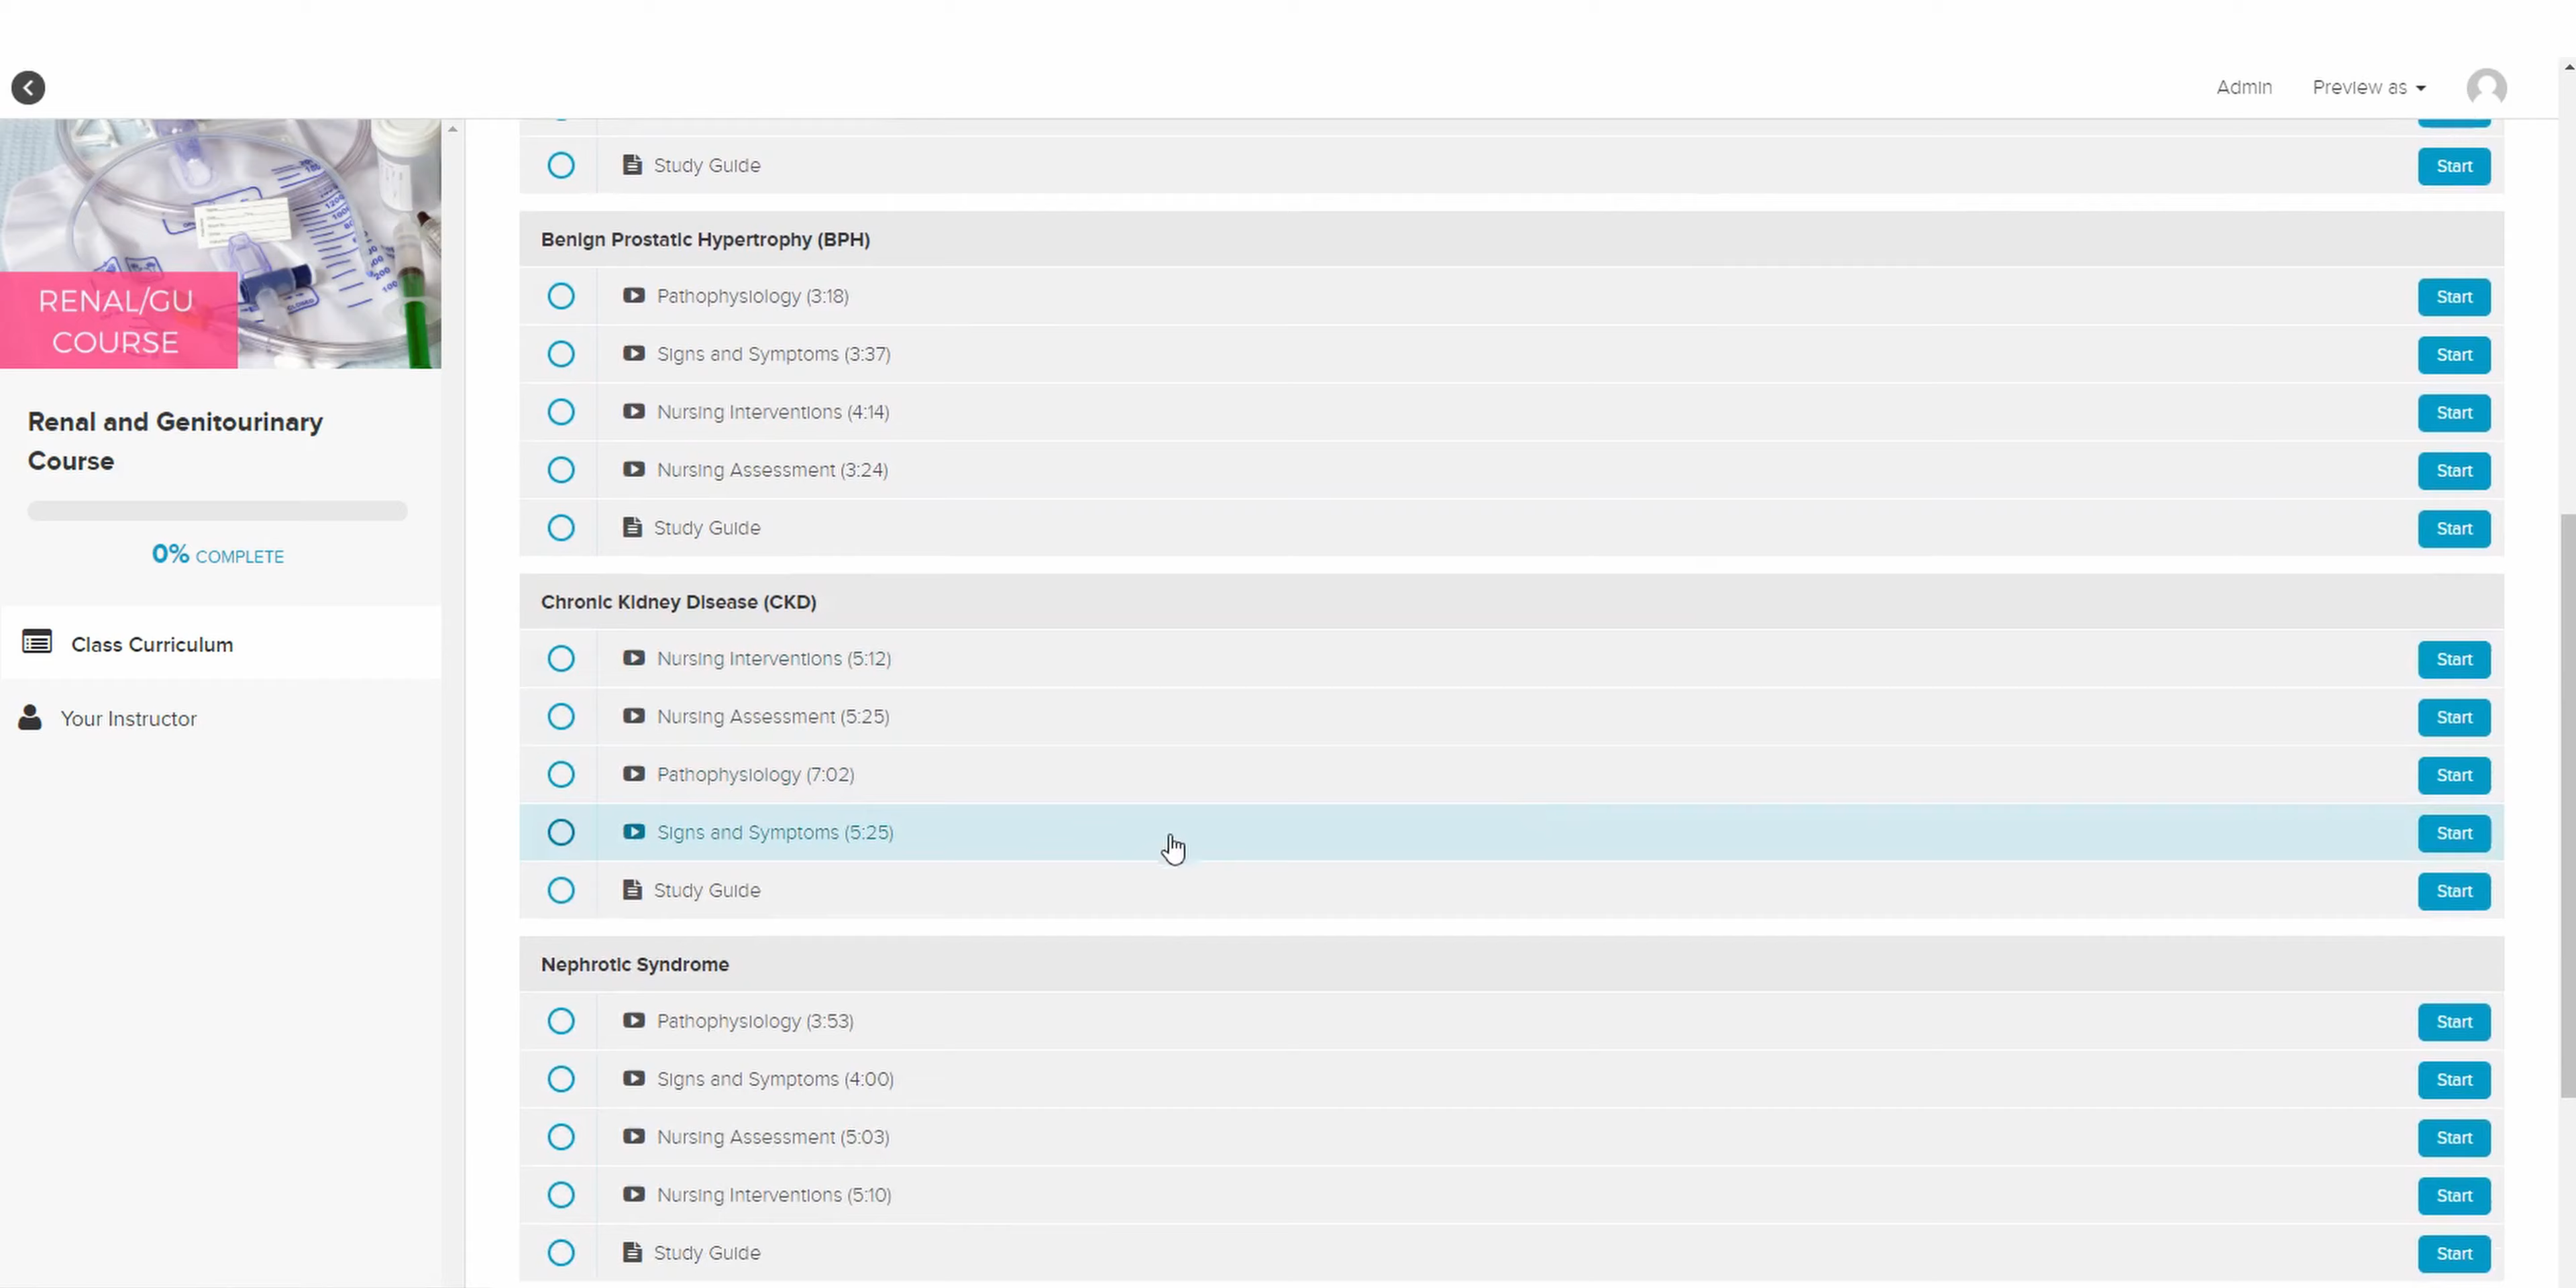 Admin
Preview as
RENAL/GU
COURSE
Renal and Genitourinary
Course
0% COMPLETE
Class Curriculum
Your Instructor
Study Guide
Start
Benign Prostatic Hypertrophy (BPH)
Pathophysiology (3:18)
Start
Signs and Symptoms (3:37)
Start
Nursing Interventions (4:14)
Start
Nursing Assessment (3:24)
Start
Study Guide
Start
Chronic Kidney Disease (CKD)
Nursing Interventions (5:12)
Start
Nursing Assessment (5:25)
Start
Pathophysiology (7:02)
Start
Signs and Symptoms (5:25)
Start
Study Guide
Start
Nephrotic Syndrome
Pathophysiology (3:53)
Start
Signs and Symptoms (4:00)
Start
Nursing Assessment (5:03)
Start
Nursing Interventions (5:10)
Start
Study Guide
Start